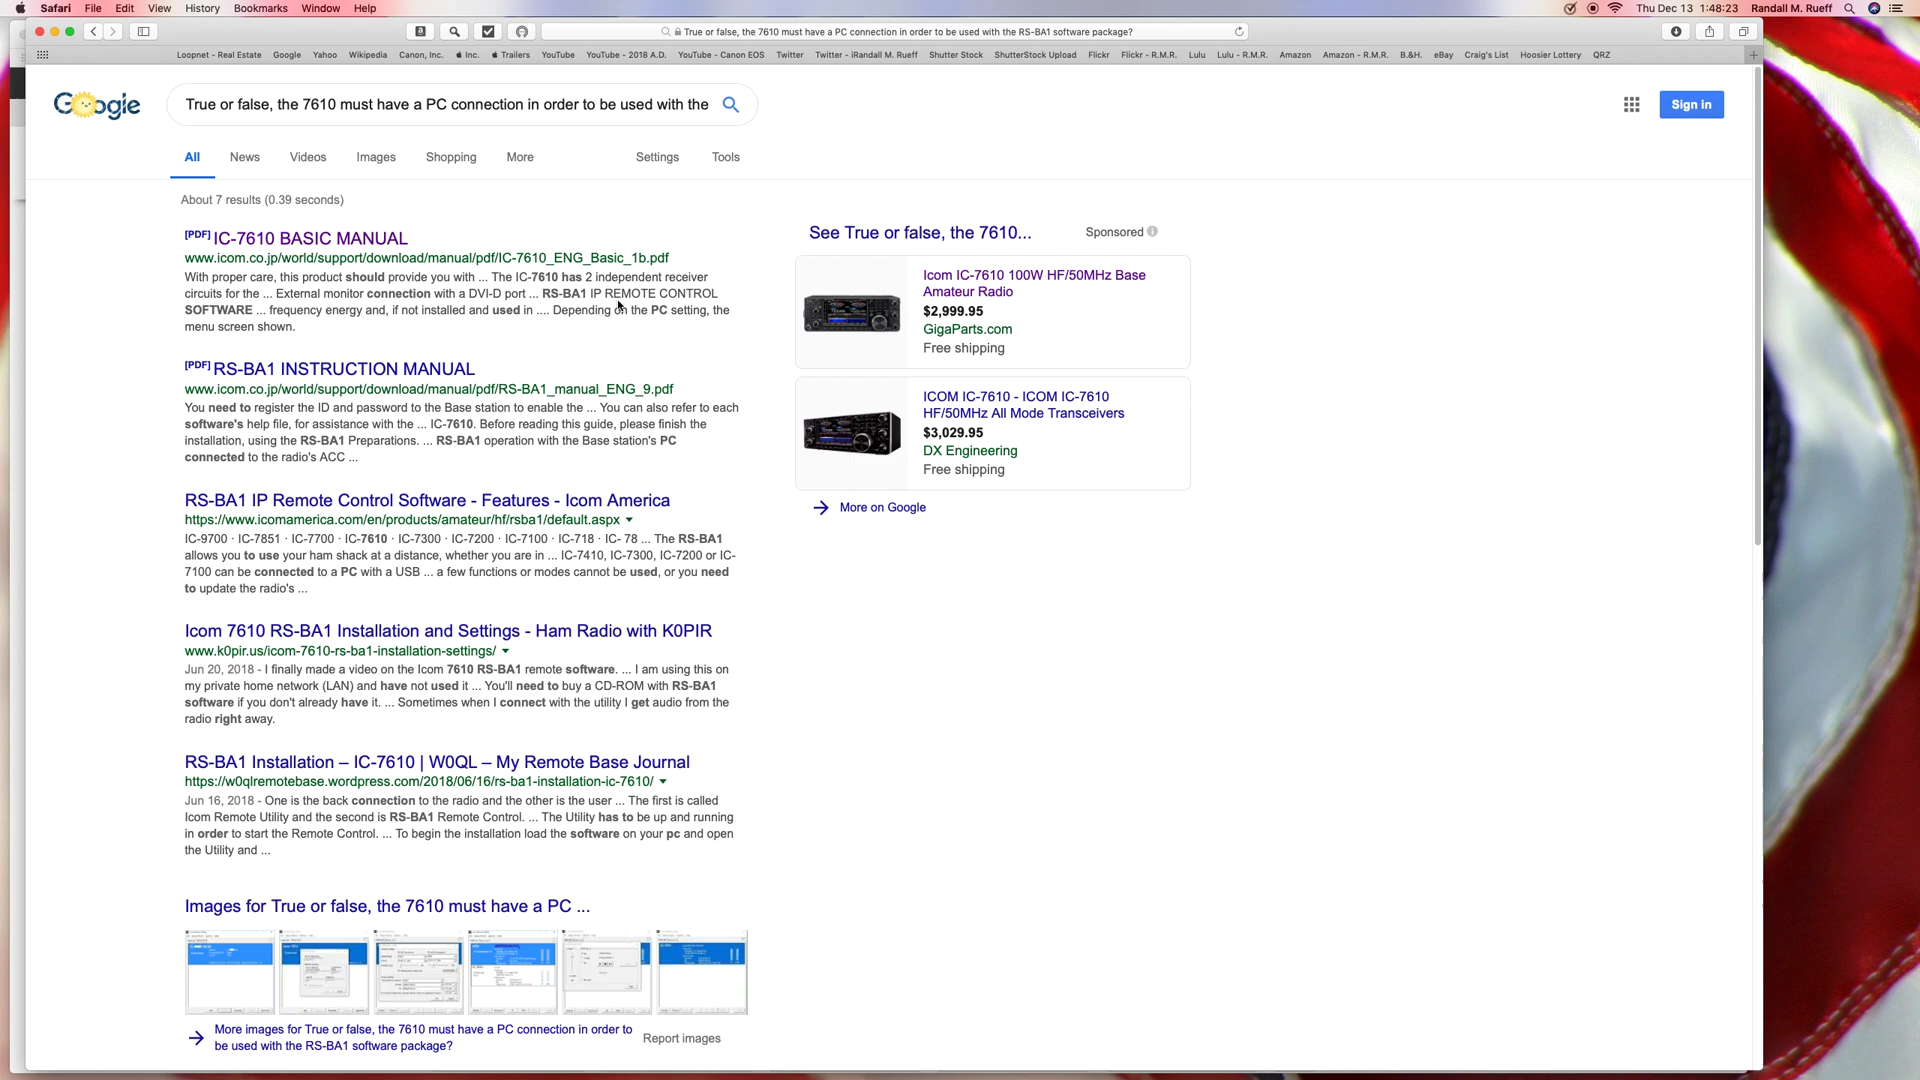 Safari File Edit View History Bookmarks Window Help
Thu Dec 13 1:48:23 Randall M. Rueff
True or false, the 7610 must have a PC connection in order to be used with the RS-BA1 software package?
Loopnet - Real Estate Google Yahoo Wikipedia Canon, Inc. Inc. Trailers YouTube YouTube - 2018 A.D. YouTube - Canon EOS Twitter Twitter - iRandall M. Rueff Shutter Stock ShutterStock Upload Flickr Flickr - R.M.R. Lulu Lulu - R.M.R. Amazon Amazon - R.M.R. B.&H. eBay Craig's List Hoosier Lottery QRZ
Google
True or false, the 7610 must have a PC connection in order to be used with the
Sign in
All News Videos Images Shopping More Settings Tools
About 7 results (0.39 seconds)
[PDF] IC-7610 BASIC MANUAL
www.icom.co.jp/world/support/download/manual/pdf/IC-7610_ENG_Basic_1b.pdf
With proper care, this product should provide you with ... The IC-7610 has 2 independent receiver
circuits for the ... External monitor connection with a DVI-D port ... RS-BA1 IP REMOTE CONTROL
SOFTWARE ... frequency energy and, if not installed and used in .... Depending on the PC setting, the
menu screen shown.
[PDF] RS-BA1 INSTRUCTION MANUAL
www.icom.co.jp/world/support/download/manual/pdf/RS-BA1_manual_ENG_9.pdf
You need to register the ID and password to the Base station to enable the ... You can also refer to each
software's help file, for assistance with the ... IC-7610. Before reading this guide, please finish the
installation, using the RS-BA1 Preparations. ... RS-BA1 operation with the Base station's PC
connected to the radio's ACC ...
RS-BA1 IP Remote Control Software - Features - Icom America
https://www.icomamerica.com/en/products/amateur/hf/rsba1/default.aspx
IC-9700 · IC-7851 · IC-7700 · IC-7610 · IC-7300 · IC-7200 · IC-7100 · IC-718 · IC- 78 ... The RS-BA1
allows you to use your ham shack at a distance, whether you are in ... IC-7410, IC-7300, IC-7200 or IC-
7100 can be connected to a PC with a USB ... a few functions or modes cannot be used, or you need
to update the radio's ...
Icom 7610 RS-BA1 Installation and Settings - Ham Radio with K0PIR
www.k0pir.us/icom-7610-rs-ba1-installation-settings/
Jun 20, 2018 - I finally made a video on the Icom 7610 RS-BA1 remote software. ... I am using this on
my private home network (LAN) and have not used it ... You'll need to buy a CD-ROM with RS-BA1
software if you don't already have it. ... Sometimes when I connect with the utility I get audio from the
radio right away.
RS-BA1 Installation – IC-7610 | W0QL – My Remote Base Journal
https://w0qlremotebase.wordpress.com/2018/06/16/rs-ba1-installation-ic-7610/
Jun 16, 2018 - One is the back connection to the radio and the other is the user ... The first is called
Icom Remote Utility and the second is RS-BA1 Remote Control. ... The Utility has to be up and running
in order to start the Remote Control. ... To begin the installation load the software on your pc and open
the Utility and ...
Images for True or false, the 7610 must have a PC ...
More images for True or false, the 7610 must have a PC connection in order to
be used with the RS-BA1 software package?
Report images
See True or false, the 7610...
Sponsored
Icom IC-7610 100W HF/50MHz Base
Amateur Radio
$2,999.95
GigaParts.com
Free shipping
ICOM IC-7610 - ICOM IC-7610
HF/50MHz All Mode Transceivers
$3,029.95
DX Engineering
Free shipping
More on Google